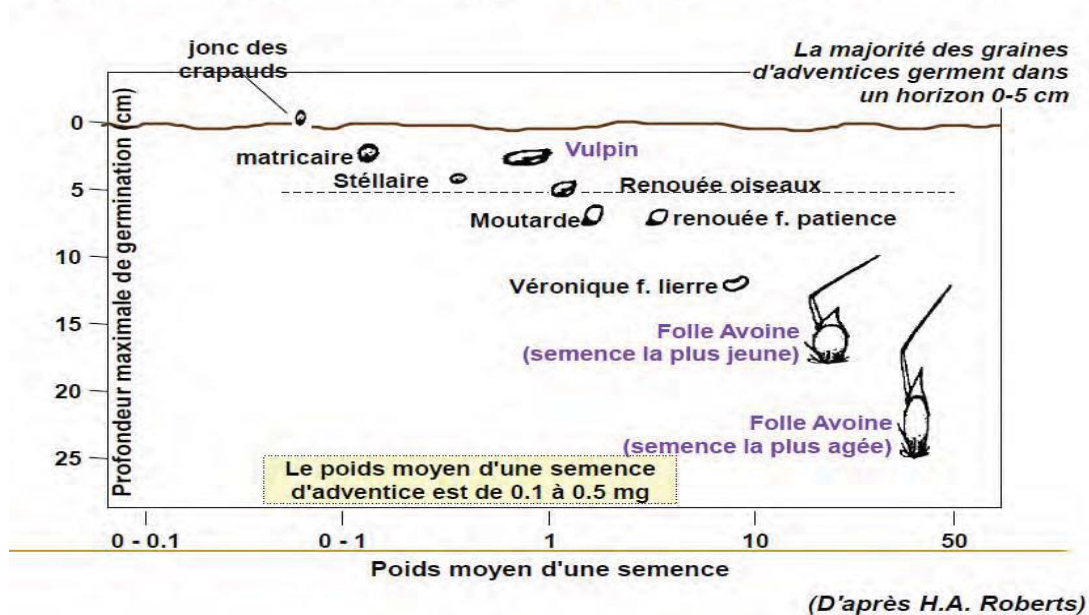 jonc des
crapauds
La majorité des graines
d'adventices germent dans
un horizon 0-5 cm
Profondeur maximale de germination (cm)
0
5
10
15
20
25
matricaire
Vulpin
Stéllaire
Renouée oiseaux
Moutarde
renouée f. patience
Véronique f. lierre
Folle Avoine
(semence la plus jeune)
Folle Avoine
(semence la plus agée)
Le poids moyen d'une semence
d'adventice est de 0.1 à 0.5 mg
0 - 0.1
0 - 1
1
10
50
Poids moyen d'une semence
(D'après H.A. Roberts)